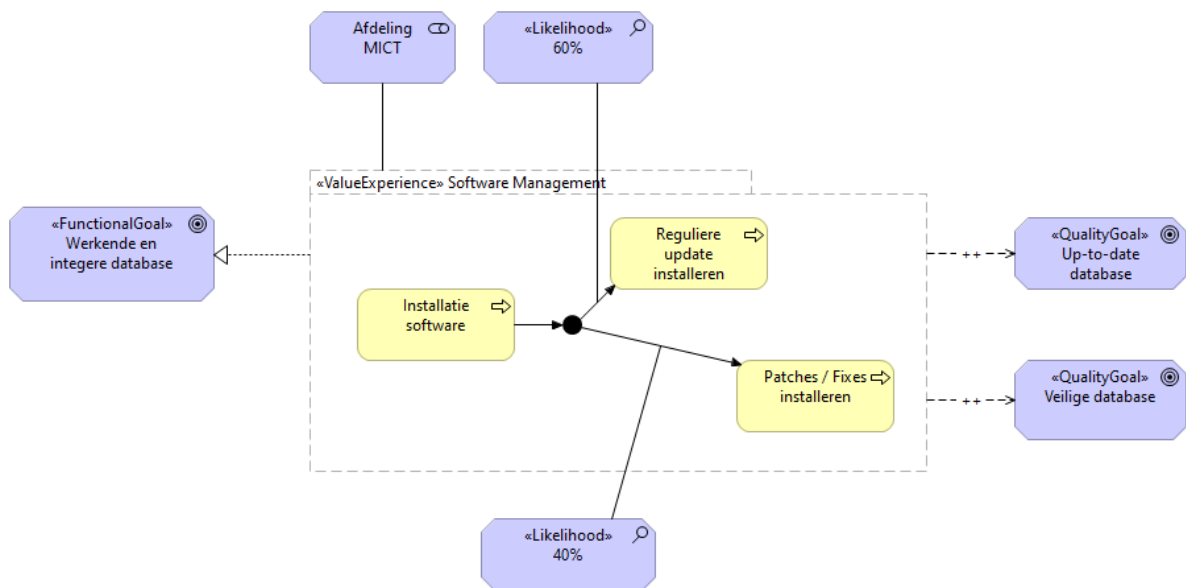 Afdeling
MICT
«Likelihood»
60%
«ValueExperience» Software Management
«FunctionalGoal»
Werkende en
integere database
Reguliere
update
installeren
«QualityGoal»
Up-to-date
database
++
Installatie
software
Patches / Fixes
installeren
«QualityGoal»
Veilige database
++
«Likelihood»
40%